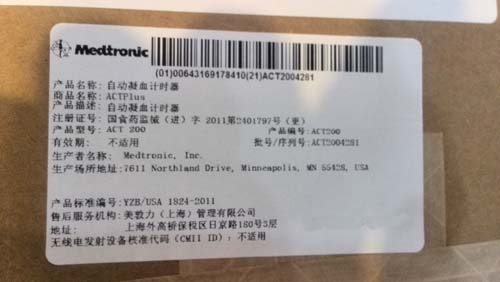 Medtronic
(01)00643169178410(21)ACT2004281
产品名称: 自动凝血计时器
商品名称: ACTPlus
产品描述: 自动凝血计时器
注册证号: 国食药监械（进）字 2011第2401797号（更）
产品型号: ACT 200 产品编号: ACT200
有效期: 不适用 批号/序列号: ACT2004281
生产者名称: Medtronic, Inc.
生产场所地址:7611 Northland Drive, Minneapolis, MN 55428, USA
产品标准编号:YZB/USA 1824-2011
售后服务机构: 美敦力（上海）管理有限公司
地址: 上海外高桥保税区日京路180号3层
无线电发射设备核准代码（CMII ID）: 不适用